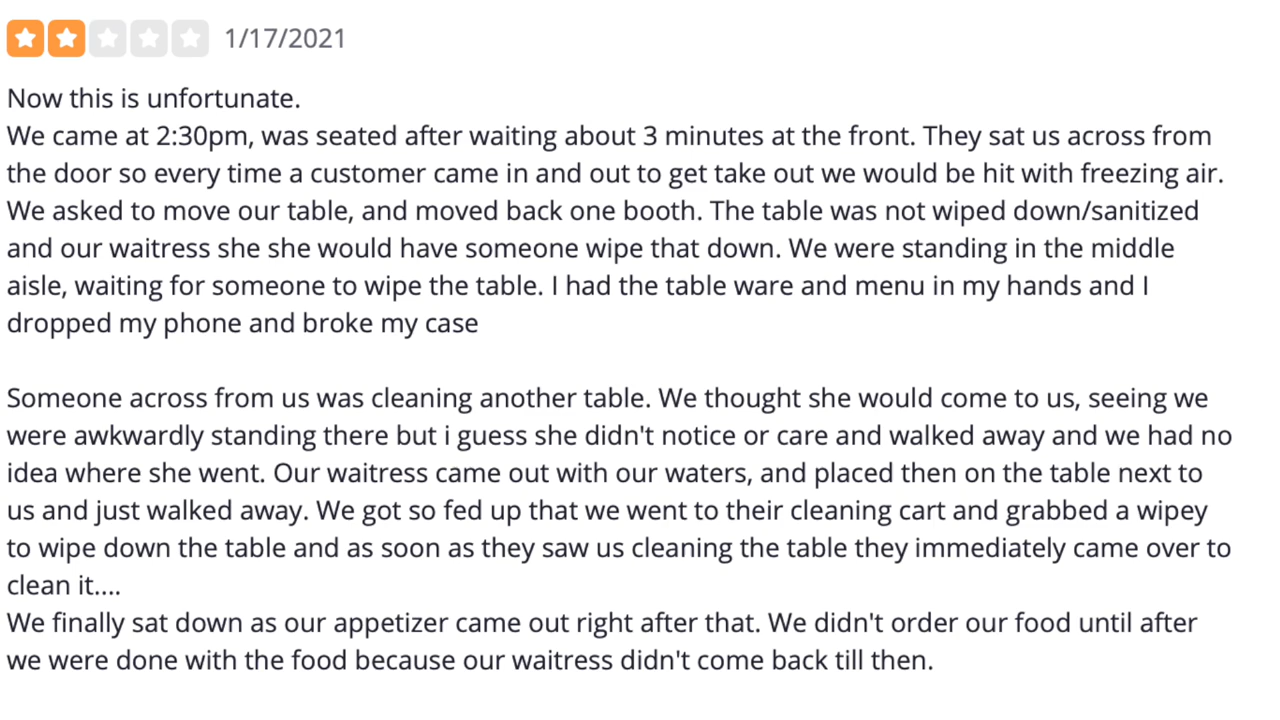 1/17/2021
Now this is unfortunate.
We came at 2:30pm, was seated after waiting about 3 minutes at the front. They sat us across from
the door so every time a customer came in and out to get take out we would be hit with freezing air.
We asked to move our table, and moved back one booth. The table was not wiped down/sanitized
and our waitress she she would have someone wipe that down. We were standing in the middle
aisle, waiting for someone to wipe the table. I had the table ware and menu in my hands and I
dropped my phone and broke my case
Someone across from us was cleaning another table. We thought she would come to us, seeing we
were awkwardly standing there but i guess she didn't notice or care and walked away and we had no
idea where she went. Our waitress came out with our waters, and placed then on the table next to
us and just walked away. We got so fed up that we went to their cleaning cart and grabbed a wipey
to wipe down the table and as soon as they saw us cleaning the table they immediately came over to
clean it....
We finally sat down as our appetizer came out right after that. We didn't order our food until after
we were done with the food because our waitress didn't come back till then.